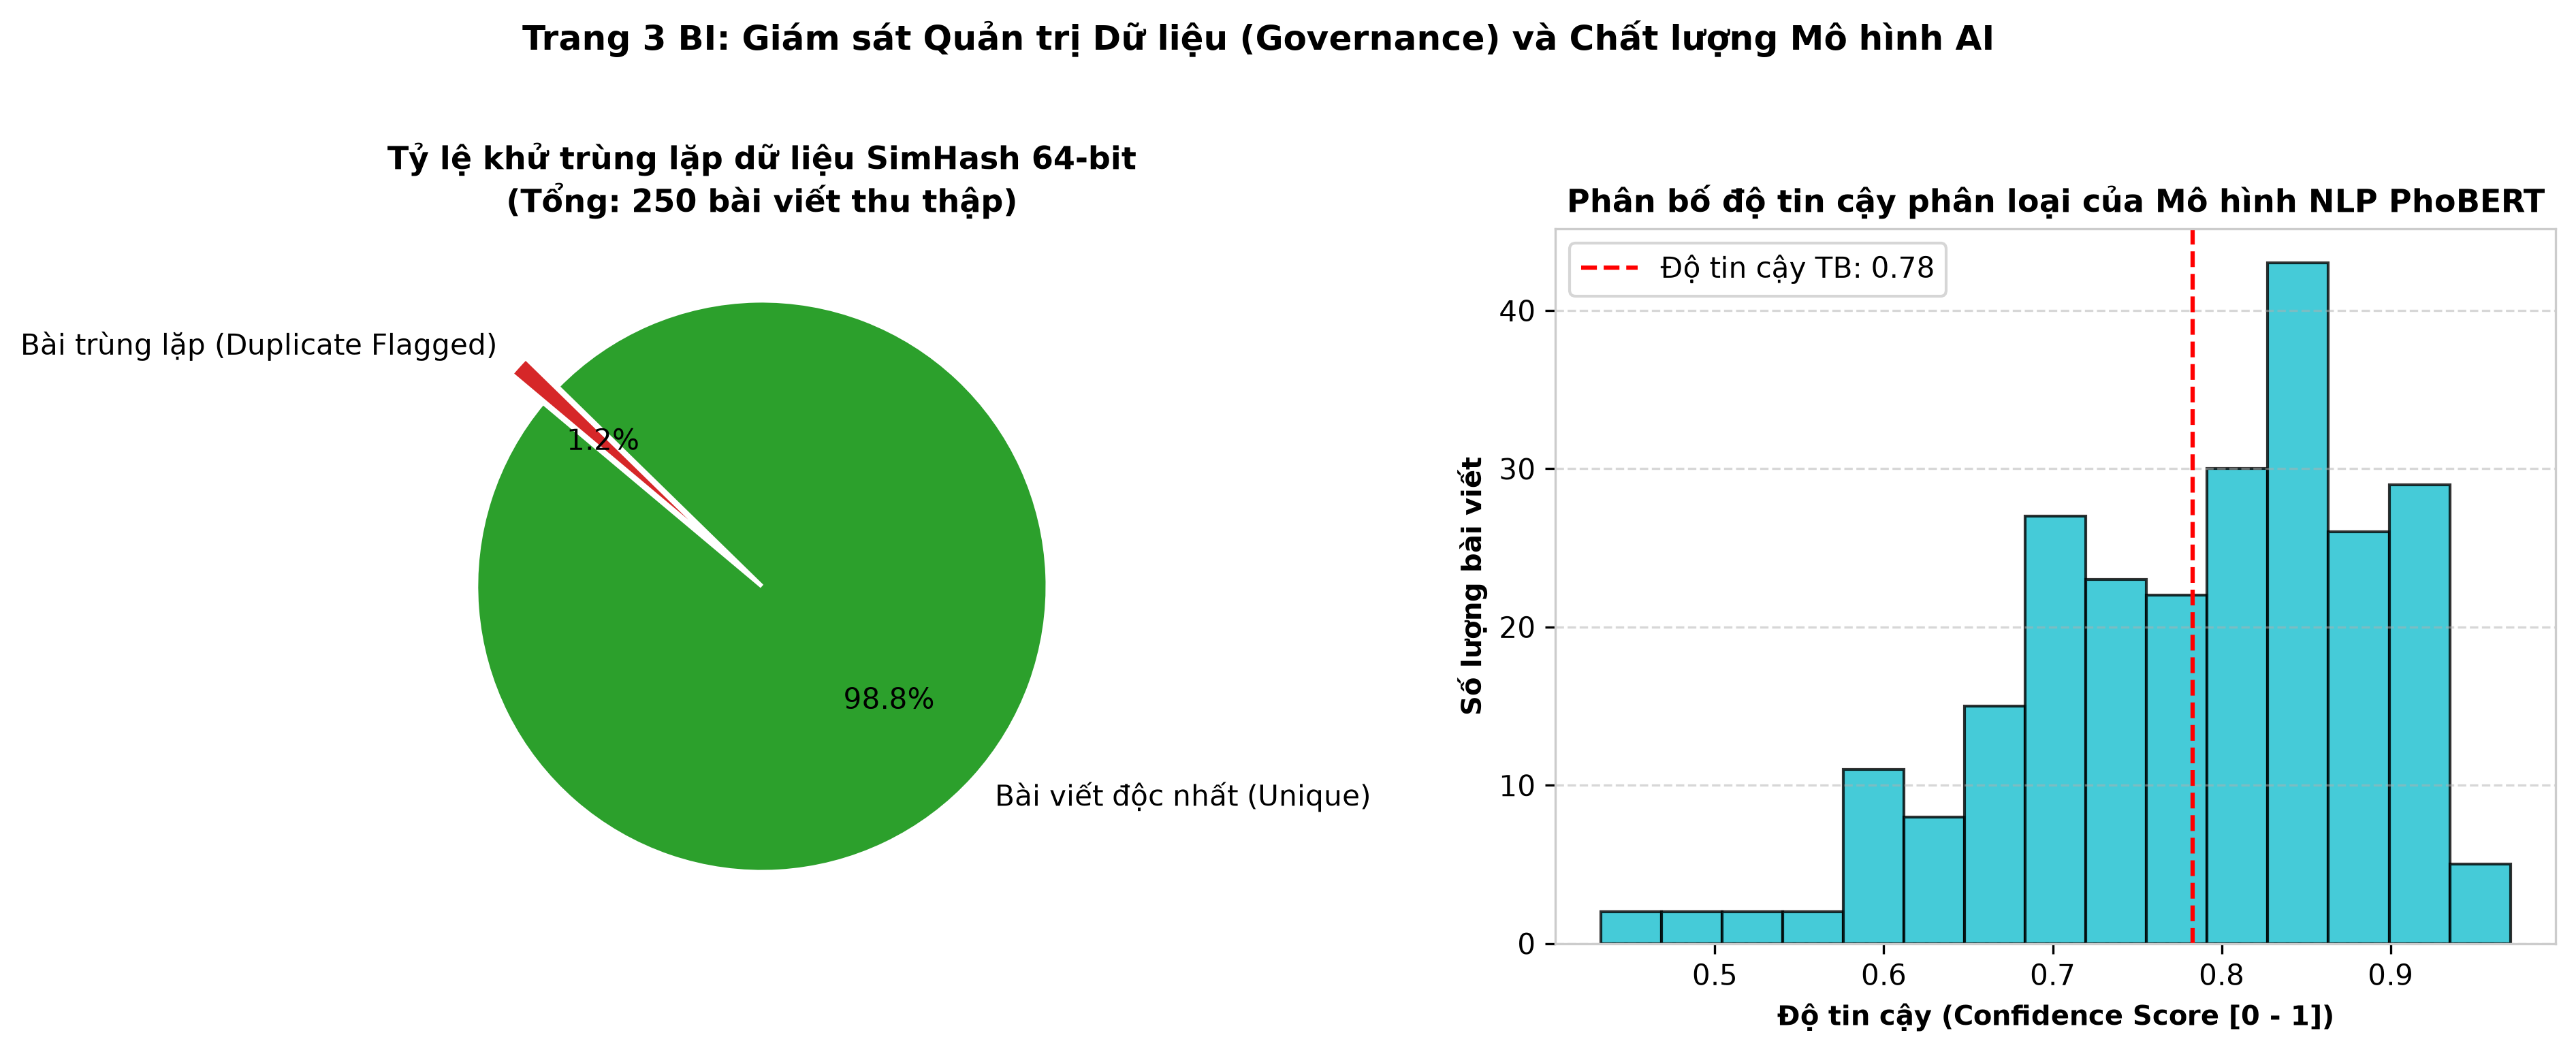 Trang 3 BI: Giám sát Quản trị Dữ liệu (Governance) và Chất lượng Mô hình AI
Tỷ lệ khử trùng lặp dữ liệu SimHash 64-bit
(Tổng: 250 bài viết thu thập)
Bài trùng lặp (Duplicate Flagged)
1.2%
98.8%
Bài viết độc nhất (Unique)
Phân bố độ tin cậy phân loại của Mô hình NLP PhoBERT
Độ tin cậy TB: 0.78
Số lượng bài viết
40
30
20
10
0
0.5 0.6 0.7 0.8 0.9
Độ tin cậy (Confidence Score [0 - 1])